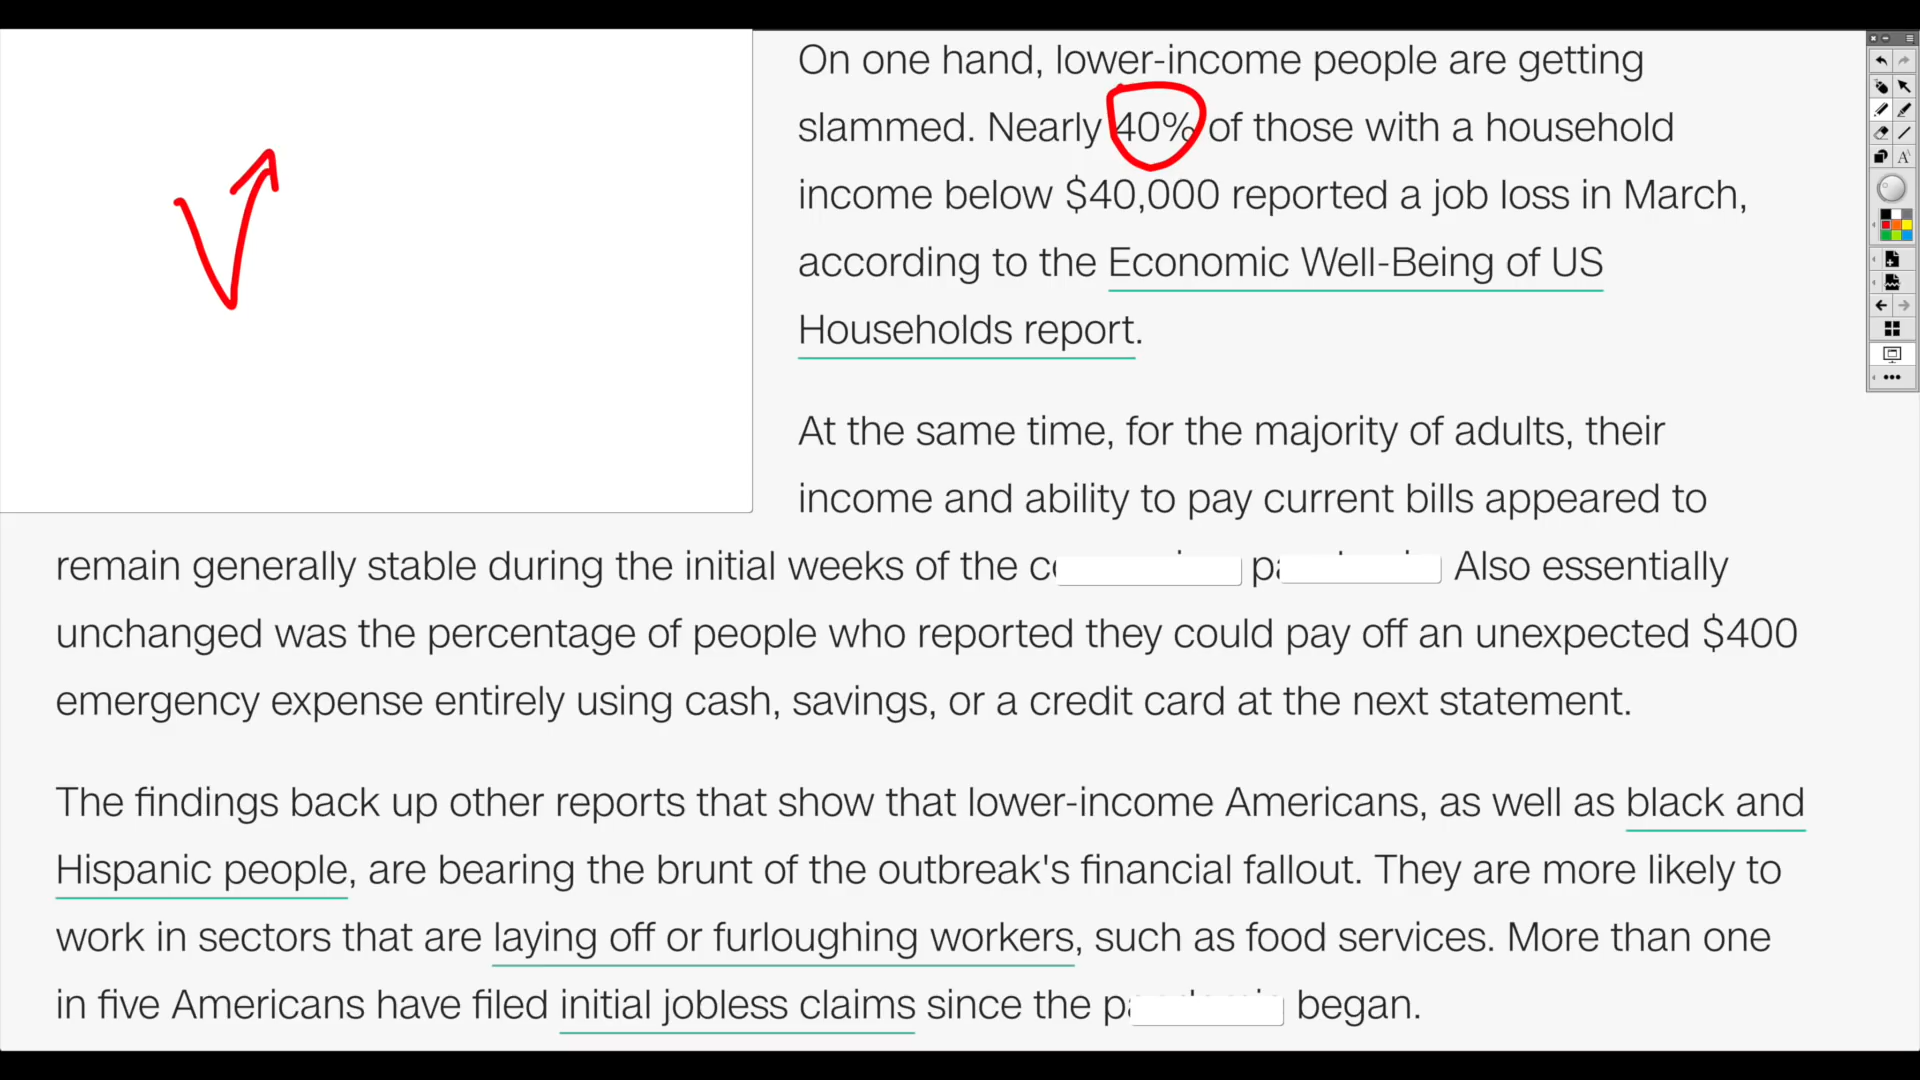 On one hand, lower-income people are getting
slammed. Nearly 40% of those with a household
income below $40,000 reported a job loss in March,
according to the Economic Well-Being of US
Households report.
At the same time, for the majority of adults, their
income and ability to pay current bills appeared to
remain generally stable during the initial weeks of the Also essentially
unchanged was the percentage of people who reported they could pay off an unexpected $400
emergency expense entirely using cash, savings, or a credit card at the next statement.
The findings back up other reports that show that lower-income Americans, as well as black and
Hispanic people, are bearing the brunt of the outbreak's financial fallout. They are more likely to
work in sectors that are laying off or furloughing workers, such as food services. More than one
in five Americans have filed initial jobless claims since the began.